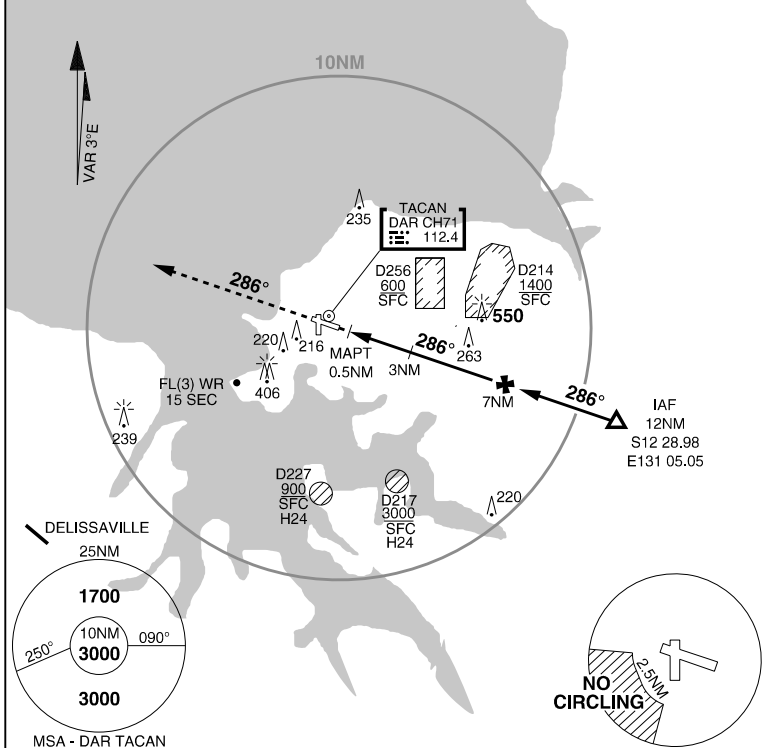 10NM
VAR 3°E
235
TACAN
DAR CH71
112.4
D256
600
SFC
D214
1400
SFC
550
286°
220
216
MAPT
0.5NM
286°
3NM
263
FL(3) WR
15 SEC
406
7NM
286°
IAF
12NM
S12 28.98
E131 05.05
239
D227
900
SFC
H24
D217
3000
SFC
H24
220
DELISSAVILLE
25NM
1700
10NM
3000
250°
090°
3000
MSA - DAR TACAN
2.5NM
NO
CIRCLING